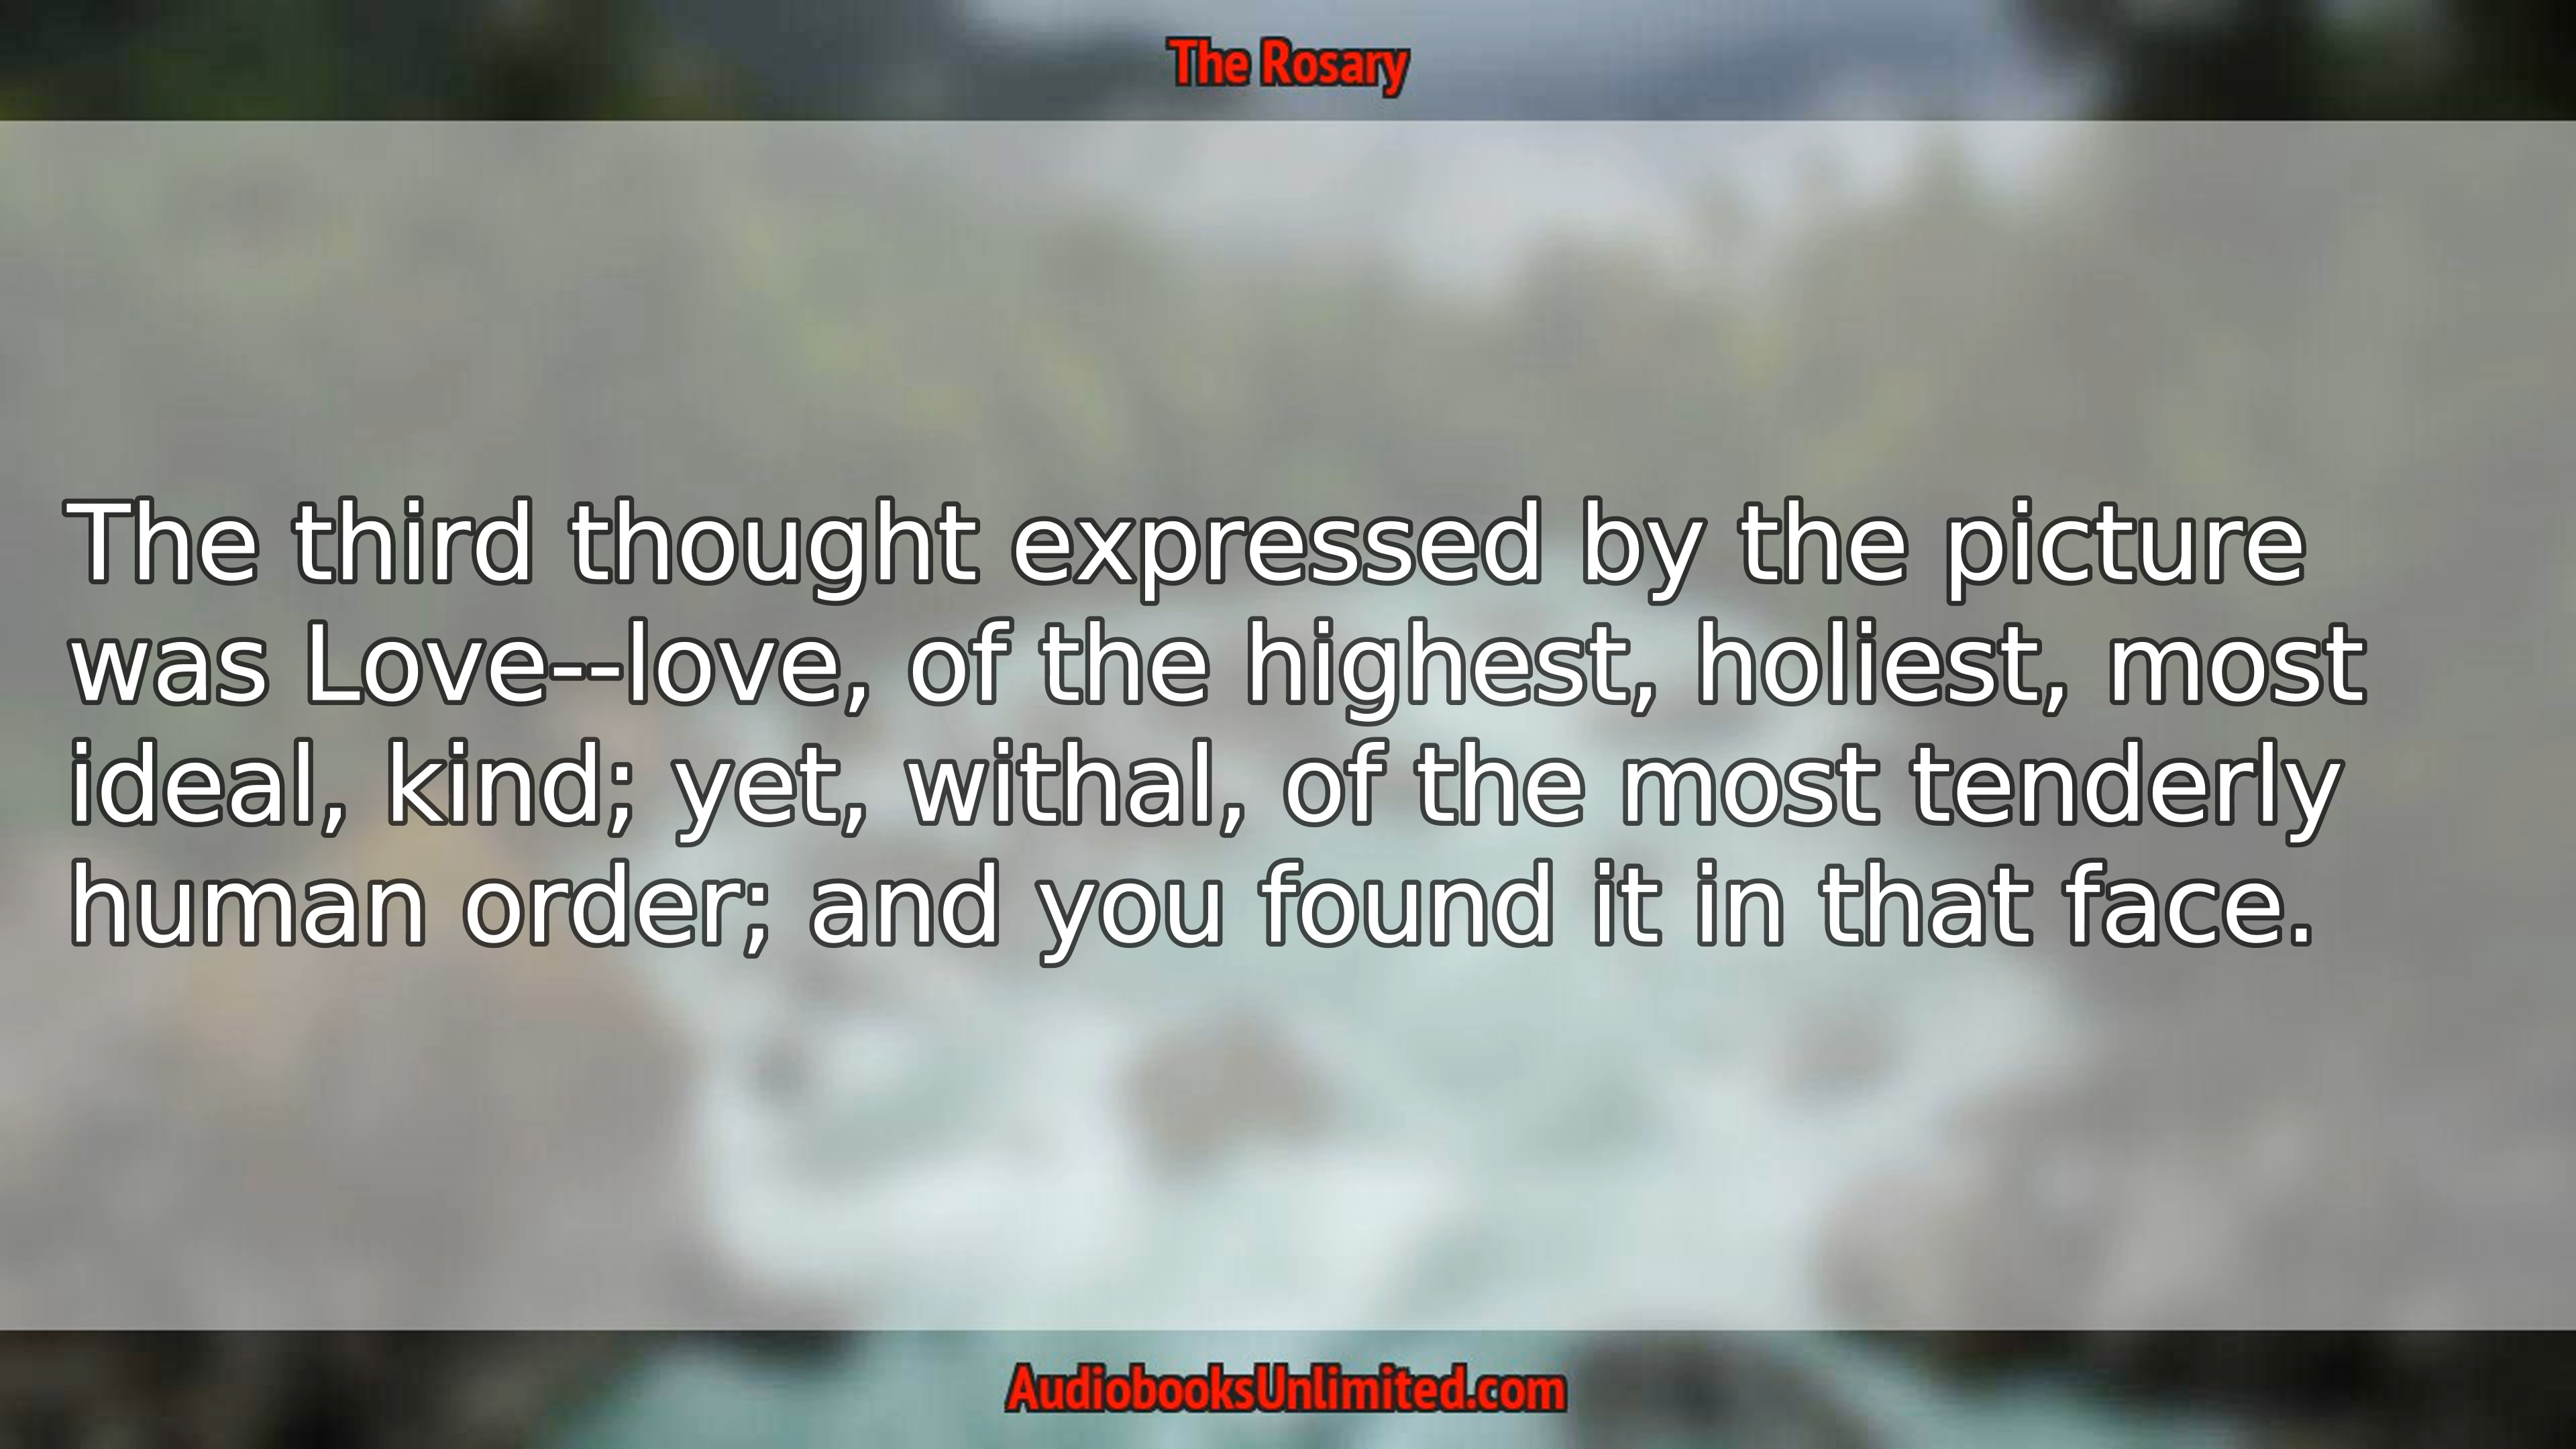 The Rosary
The third thought expressed by the picture
was Love--love, of the highest, holiest, most
ideal, kind; yet, withal, of the most tenderly
human order; and you found it in that face.
AudiobooksUnlimited.com